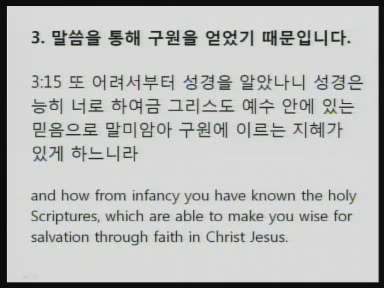 3. 말씀을 통해 구원을 얻었기 때문입니다.
3:15 또 어려서부터 성경을 알았나니 성경은
능히 너로 하여금 그리스도 예수 안에 있는
믿음으로 말미암아 구원에 이르는 지혜가
있게 하느니라
and how from infancy you have known the holy
Scriptures, which are able to make you wise for
salvation through faith in Christ Jesus.